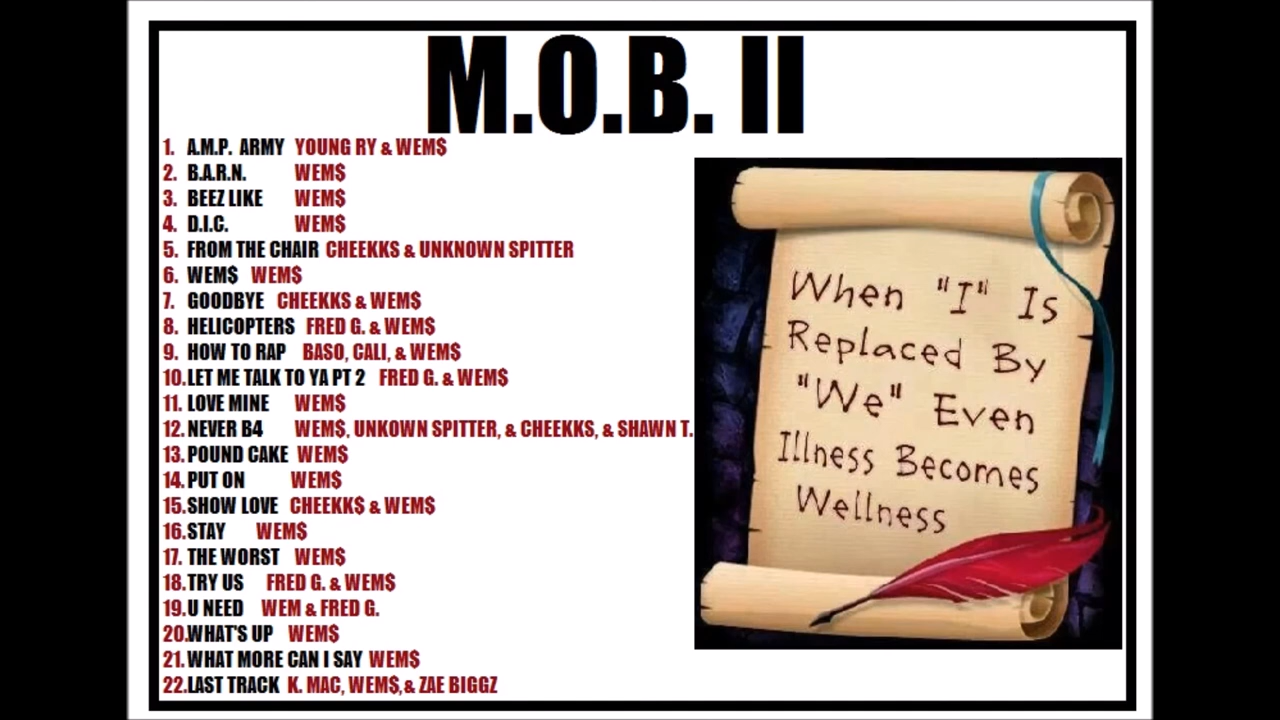 M.O.B. II
1. A.M.P. ARMY YOUNG RY & WEM$
2. B.A.R.N. WEM$
3. BEEZ LIKE WEM$
4. D.I.C. WEM$
5. FROM THE CHAIR CHEEKKS & UNKNOWN SPITTER
6. WEM$ WEM$
7. GOODBYE CHEEKKS & WEM$
8. HELICOPTERS FRED G. & WEM$
9. HOW TO RAP BASO, CALI, & WEM$
10. LET ME TALK TO YA PT 2 FRED G. & WEM$
11. LOVE MINE WEM$
12. NEVER B4 WEM$, UNKOWN SPITTER, & CHEEKKS, & SHAWN T.
13. POUND CAKE WEM$
14. PUT ON WEM$
15. SHOW LOVE CHEEKK$ & WEM$
16. STAY WEM$
17. THE WORST WEM$
18. TRY US FRED G. & WEM$
19. U NEED WEM & FRED G.
20. WHAT'S UP WEM$
21. WHAT MORE CAN I SAY WEM$
22. LAST TRACK K. MAC, WEM$,& ZAE BIGGZ
When "I" Is
Replaced By
"We" Even
Illness Becomes
Wellness